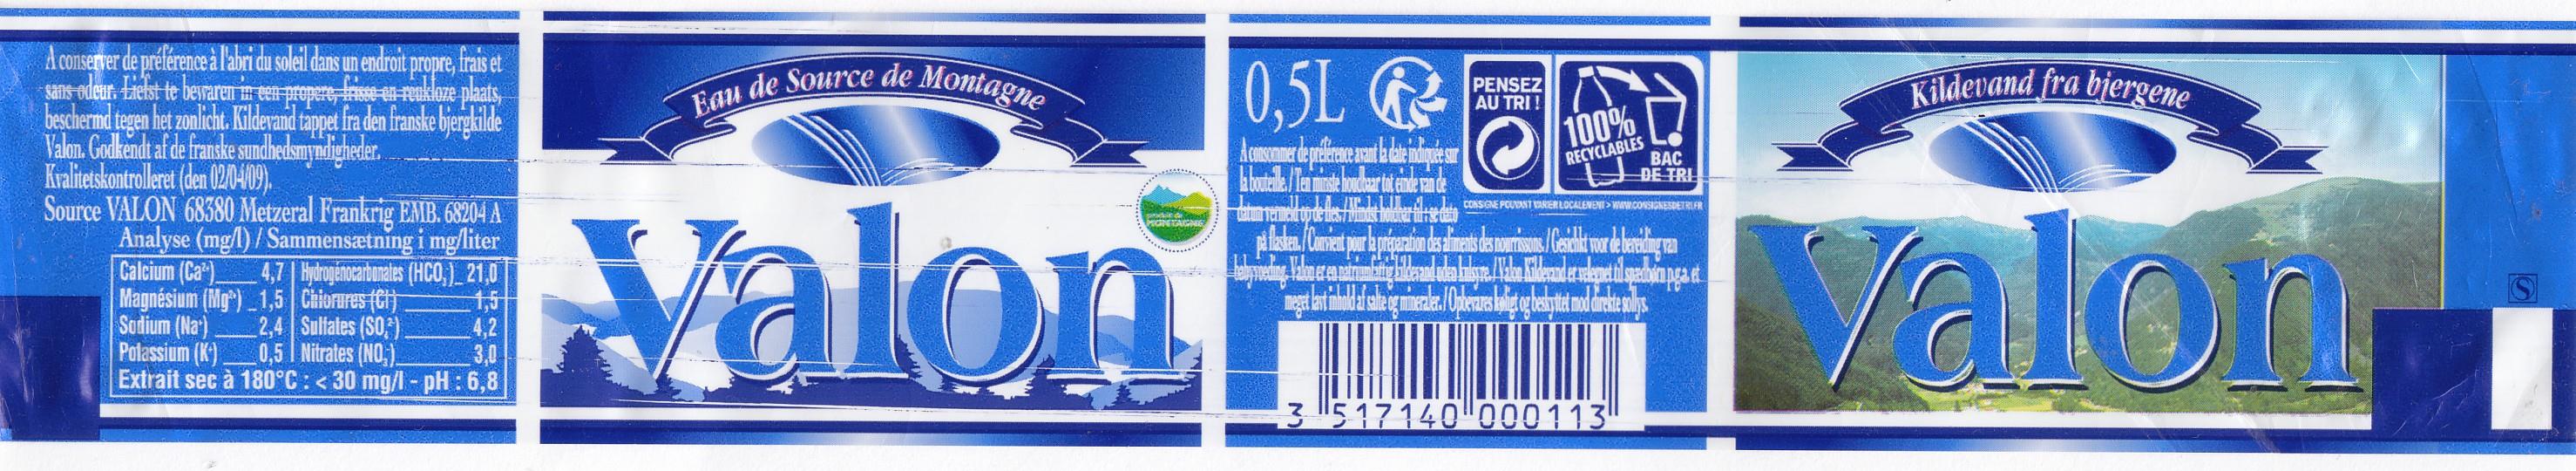 A conserver de préférence à l'abri du soleil dans un endroit propre, frais et
sans odeur. Liefst te bewaren in een propere, frisse en reukloze plaats,
beschermd tegen het zonlicht. Kildevand tappet fra den franske bjergkilde
Valon. Godkendt af de franske sundhedsmyndigheder.
Kvalitetskontrolleret (den 02/04/09).
Source VALON 68380 Metzeral Frankrig EMB. 68204 A
Analyse (mg/l) / Sammensætning i mg/liter
Calcium (Ca²⁺) 4,7 Hydrogénocarbonates (HCO₃⁻) 21,0
Magnésium (Mg²⁺) 1,5 Chlorures (Cl⁻) 1,5
Sodium (Na⁺) 2,4 Sulfates (SO₄²⁻) 4,2
Potassium (K⁺) 0,5 Nitrates (NO₃⁻) 3,0
Extrait sec à 180°C : < 30 mg/l - pH : 6,8
Eau de Source de Montagne
Valon
produit de
MONTAGNE
0,5L
PENSEZ
AU TRI !
100%
RECYCLABLES
BAC
DE TRI
CONSIGNE POUVANT VARIER LOCALEMENT > WWW.CONSIGNESDETRI.FR
A consommer de préférence avant la date indiquée sur
la bouteille. / Ten minste houdbaar tot einde van de
datum vermeld op de fles. / Mindst holdbar til : se dato
på flasken. / Convient pour la préparation des aliments des nourrissons. / Geschikt voor de bereiding van
babyvoeding. Valon er en natriumfattig kildevand uden kulsyre. / Valon Kildevand er velegnet til spædbørn p.g.a. et
meget lavt inhold af salte og mineraler. / Opbevares køligt og beskyttet mod direkte sollys.
3 517140 000113
Kildevand fra bjergene
Valon
S